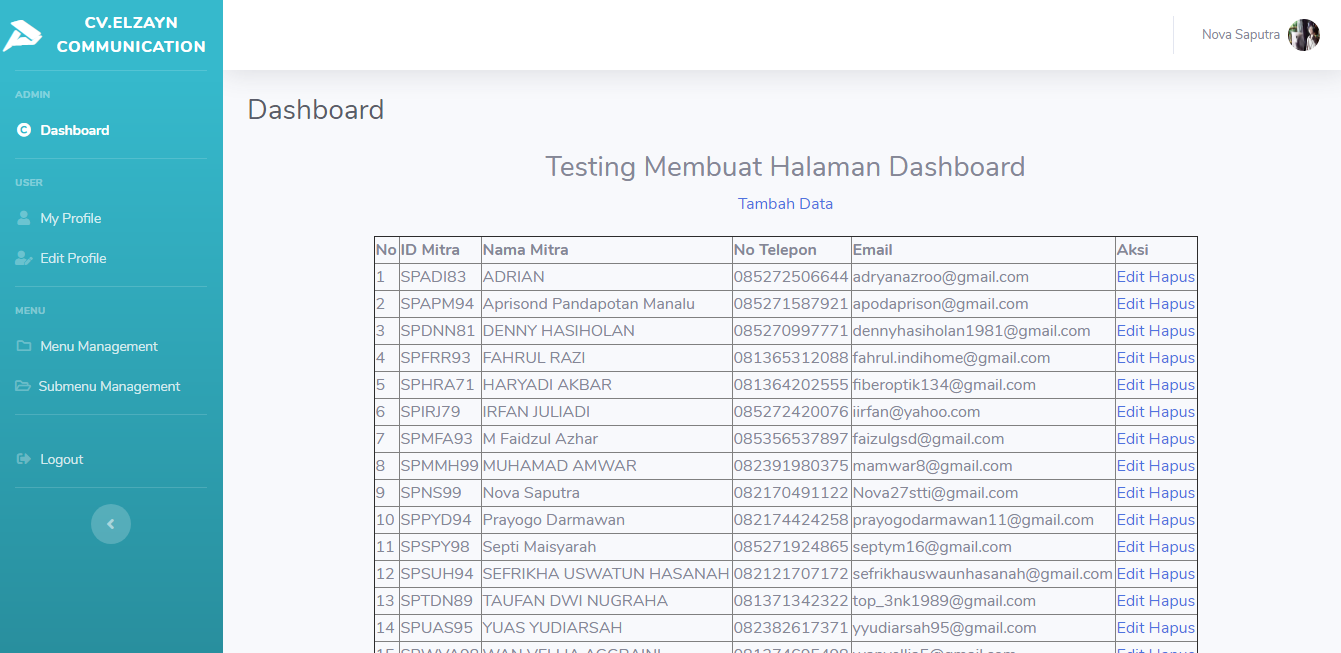 CV.ELZAYN
COMMUNICATION
Nova Saputra
ADMIN
Dashboard
USER
My Profile
Edit Profile
MENU
Menu Management
Submenu Management
Logout
Dashboard
Testing Membuat Halaman Dashboard
Tambah Data
No ID Mitra Nama Mitra No Telepon Email Aksi
1 SPADI83 ADRIAN 085272506644 adryanazroo@gmail.com Edit Hapus
2 SPAPM94 Aprisond Pandapotan Manalu 085271587921 apodaprison@gmail.com Edit Hapus
3 SPDNN81 DENNY HASIHOLAN 085270997771 dennyhasiholan1981@gmail.com Edit Hapus
4 SPFRR93 FAHRUL RAZI 081365312088 fahrul.indihome@gmail.com Edit Hapus
5 SPHRA71 HARYADI AKBAR 081364202555 fiberoptik134@gmail.com Edit Hapus
6 SPIRJ79 IRFAN JULIADI 085272420076 iirfan@yahoo.com Edit Hapus
7 SPMFA93 M Faidzul Azhar 085356537897 faizulgsd@gmail.com Edit Hapus
8 SPMMH99 MUHAMAD AMWAR 082391980375 mamwar8@gmail.com Edit Hapus
9 SPNS99 Nova Saputra 082170491122 Nova27stti@gmail.com Edit Hapus
10 SPPYD94 Prayogo Darmawan 082174424258 prayogodarmawan11@gmail.com Edit Hapus
11 SPSPY98 Septi Maisyarah 085271924865 septym16@gmail.com Edit Hapus
12 SPSUH94 SEFRIKHA USWATUN HASANAH 082121707172 sefrikhauswaunhasanah@gmail.com Edit Hapus
13 SPTDN89 TAUFAN DWI NUGRAHA 081371342322 top_3nk1989@gmail.com Edit Hapus
14 SPUAS95 YUAS YUDIARSAH 082382617371 yyudiarsah95@gmail.com Edit Hapus